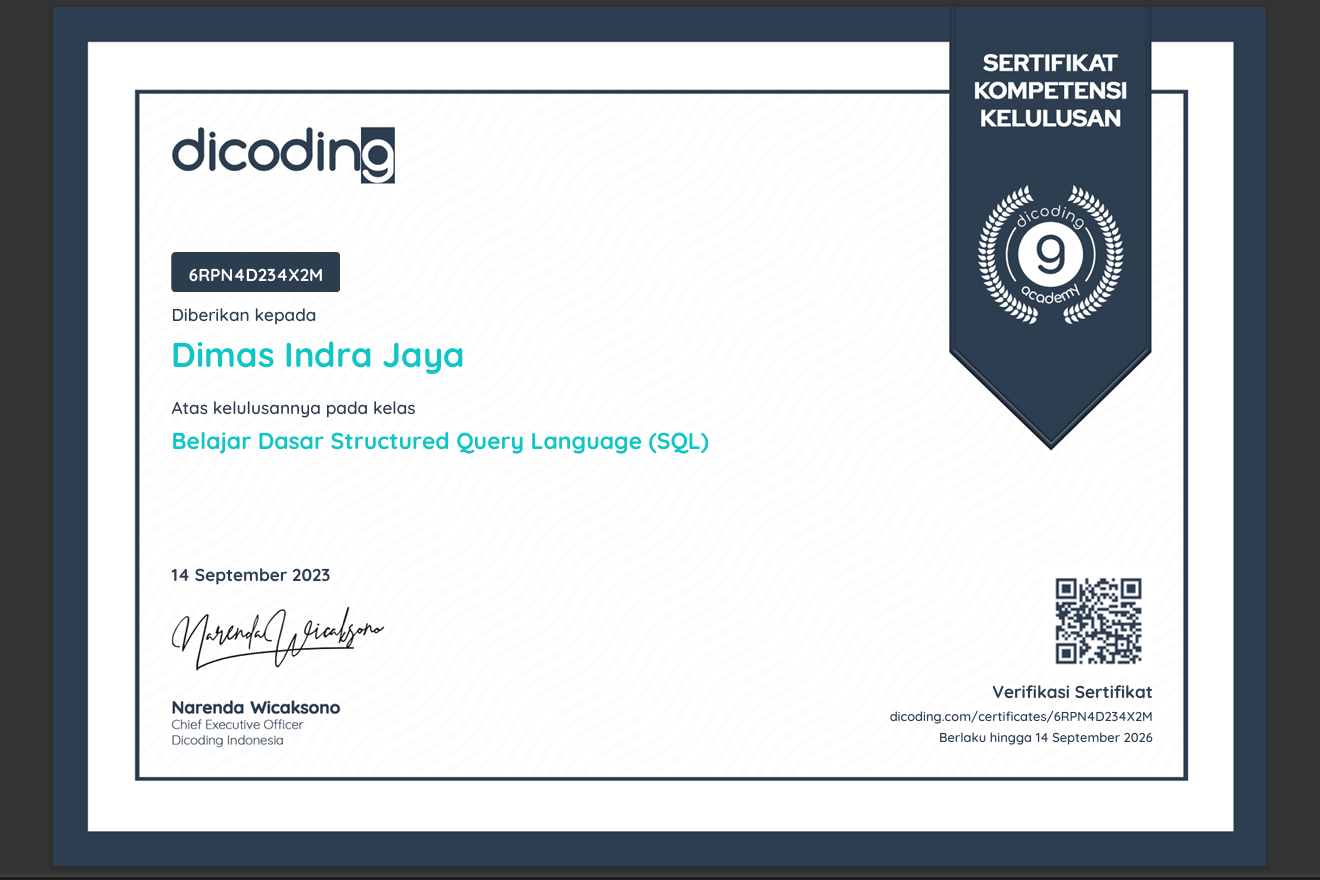 SERTIFIKAT
KOMPETENSI
KELULUSAN
dicoding
dicoding
g
academy
6RPN4D234X2M
Diberikan kepada
Dimas Indra Jaya
Atas kelulusannya pada kelas
Belajar Dasar Structured Query Language (SQL)
14 September 2023
Narenda Wicaksono
Narenda Wicaksono
Chief Executive Officer
Dicoding Indonesia
Verifikasi Sertifikat
dicoding.com/certificates/6RPN4D234X2M
Berlaku hingga 14 September 2026